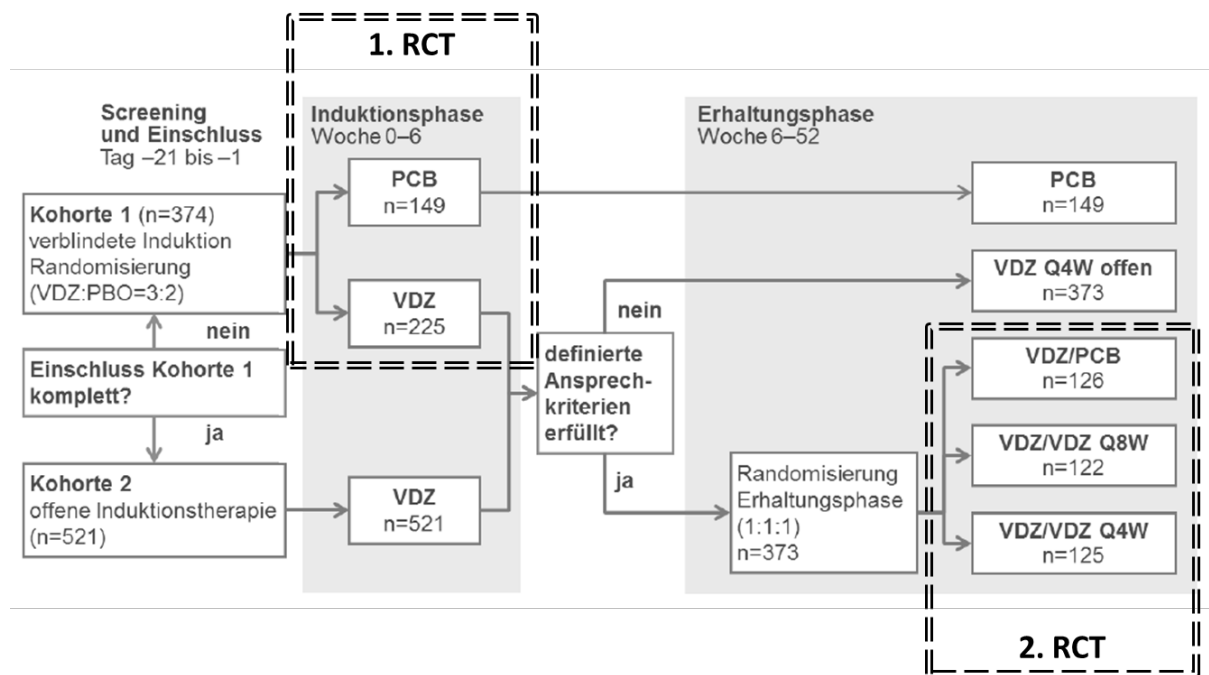 1. RCT
Screening
und Einschluss
Tag –21 bis –1
Induktionsphase
Woche 0–6
Erhaltungsphase
Woche 6–52
Kohorte 1 (n=374)
verblindete Induktion
Randomisierung
(VDZ:PBO=3:2)
PCB
n=149
VDZ
n=225
PCB
n=149
VDZ Q4W offen
n=373
nein
Einschluss Kohorte 1
komplett?
ja
Kohorte 2
offene Induktionstherapie
(n=521)
VDZ
n=521
nein
definierte
Ansprech-
kriterien
erfüllt?
ja
Randomisierung
Erhaltungsphase
(1:1:1)
n=373
VDZ/PCB
n=126
VDZ/VDZ Q8W
n=122
VDZ/VDZ Q4W
n=125
2. RCT